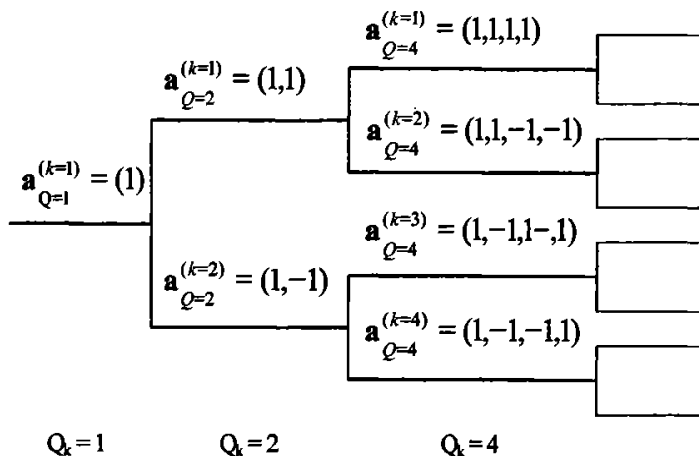 a_{Q=4}^{(k=1)} = (1,1,1,1)
a_{Q=2}^{(k=1)} = (1,1)
a_{Q=4}^{(k=2)} = (1,1,−1,−1)
a_{Q=1}^{(k=1)} = (1)
a_{Q=4}^{(k=3)} = (1,−1,1−,1)
a_{Q=2}^{(k=2)} = (1,−1)
a_{Q=4}^{(k=4)} = (1,−1,−1,1)
Q_k = 1 Q_k = 2 Q_k = 4